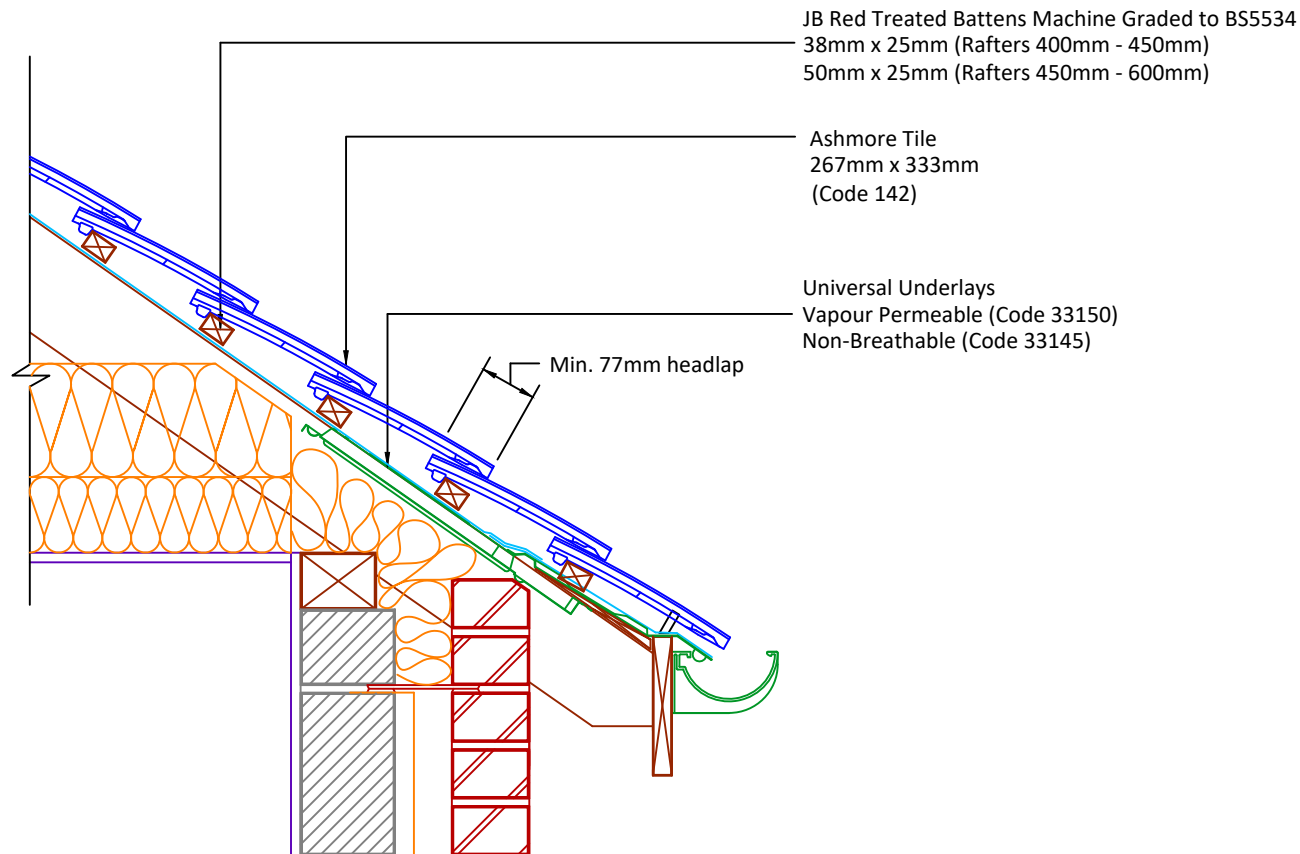 JB Red Treated Battens Machine Graded to BS5534
38mm x 25mm (Rafters 400mm - 450mm)
50mm x 25mm (Rafters 450mm - 600mm)
Ashmore Tile
267mm x 333mm
(Code 142)
Universal Underlays
Vapour Permeable (Code 33150)
Non-Breathable (Code 33145)
Min. 77mm headlap